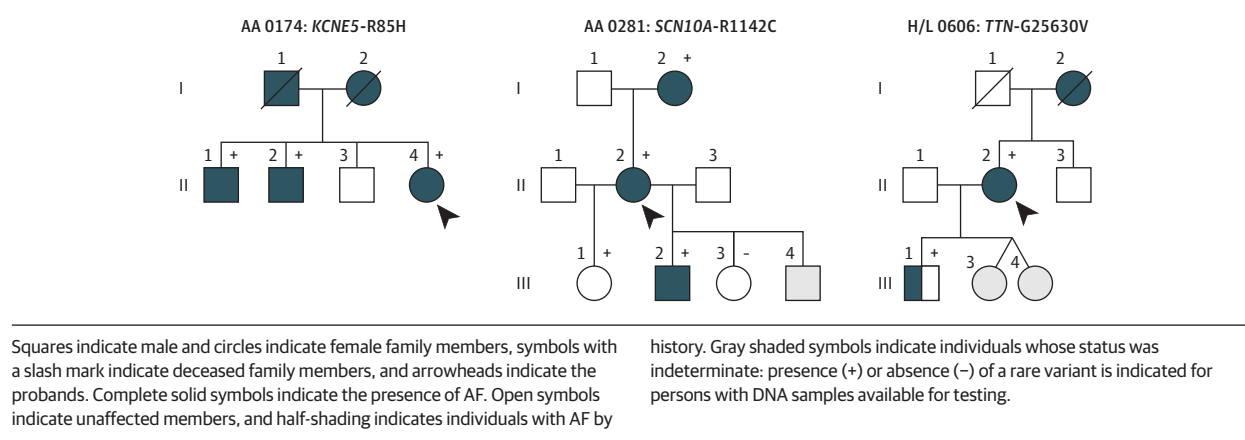 AA 0174: KCNE5-R85H
AA 0281: SCN10A-R1142C
H/L 0606: TTN-G25630V
1 2
I
1 + 2 + 3 4 +
II
1 2 +
I
1 2 + 3
II
1 + 2 + 3 - 4
III
1 2
I
1 2 + 3
II
1 + 3 4
III
Squares indicate male and circles indicate female family members, symbols with
a slash mark indicate deceased family members, and arrowheads indicate the
probands. Complete solid symbols indicate the presence of AF. Open symbols
indicate unaffected members, and half-shading indicates individuals with AF by
history. Gray shaded symbols indicate individuals whose status was
indeterminate: presence (+) or absence (−) of a rare variant is indicated for
persons with DNA samples available for testing.